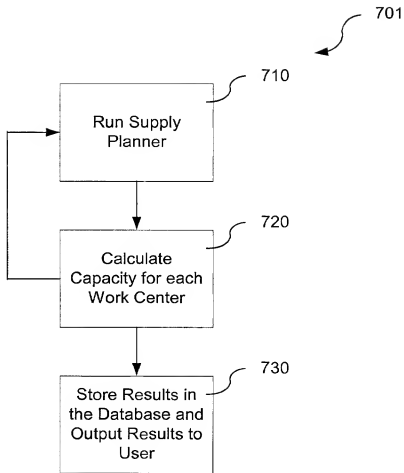 701
710
Run Supply
Planner
720
Calculate
Capacity for each
Work Center
730
Store Results in
the Database and
Output Results to
User